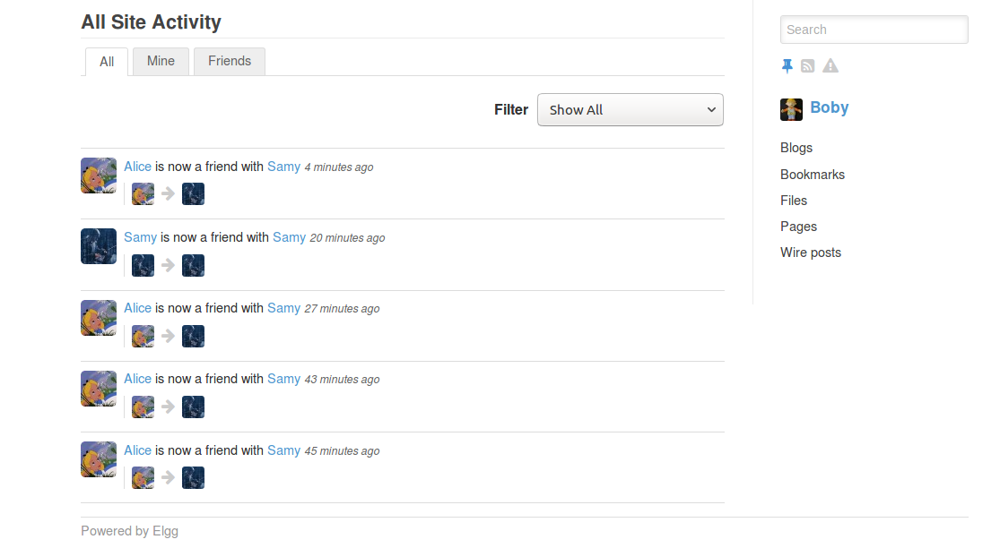 All Site Activity
All Mine Friends
Filter Show All
Alice is now a friend with Samy 4 minutes ago
Samy is now a friend with Samy 20 minutes ago
Alice is now a friend with Samy 27 minutes ago
Alice is now a friend with Samy 43 minutes ago
Alice is now a friend with Samy 45 minutes ago
Search
Boby
Blogs
Bookmarks
Files
Pages
Wire posts
Powered by Elgg